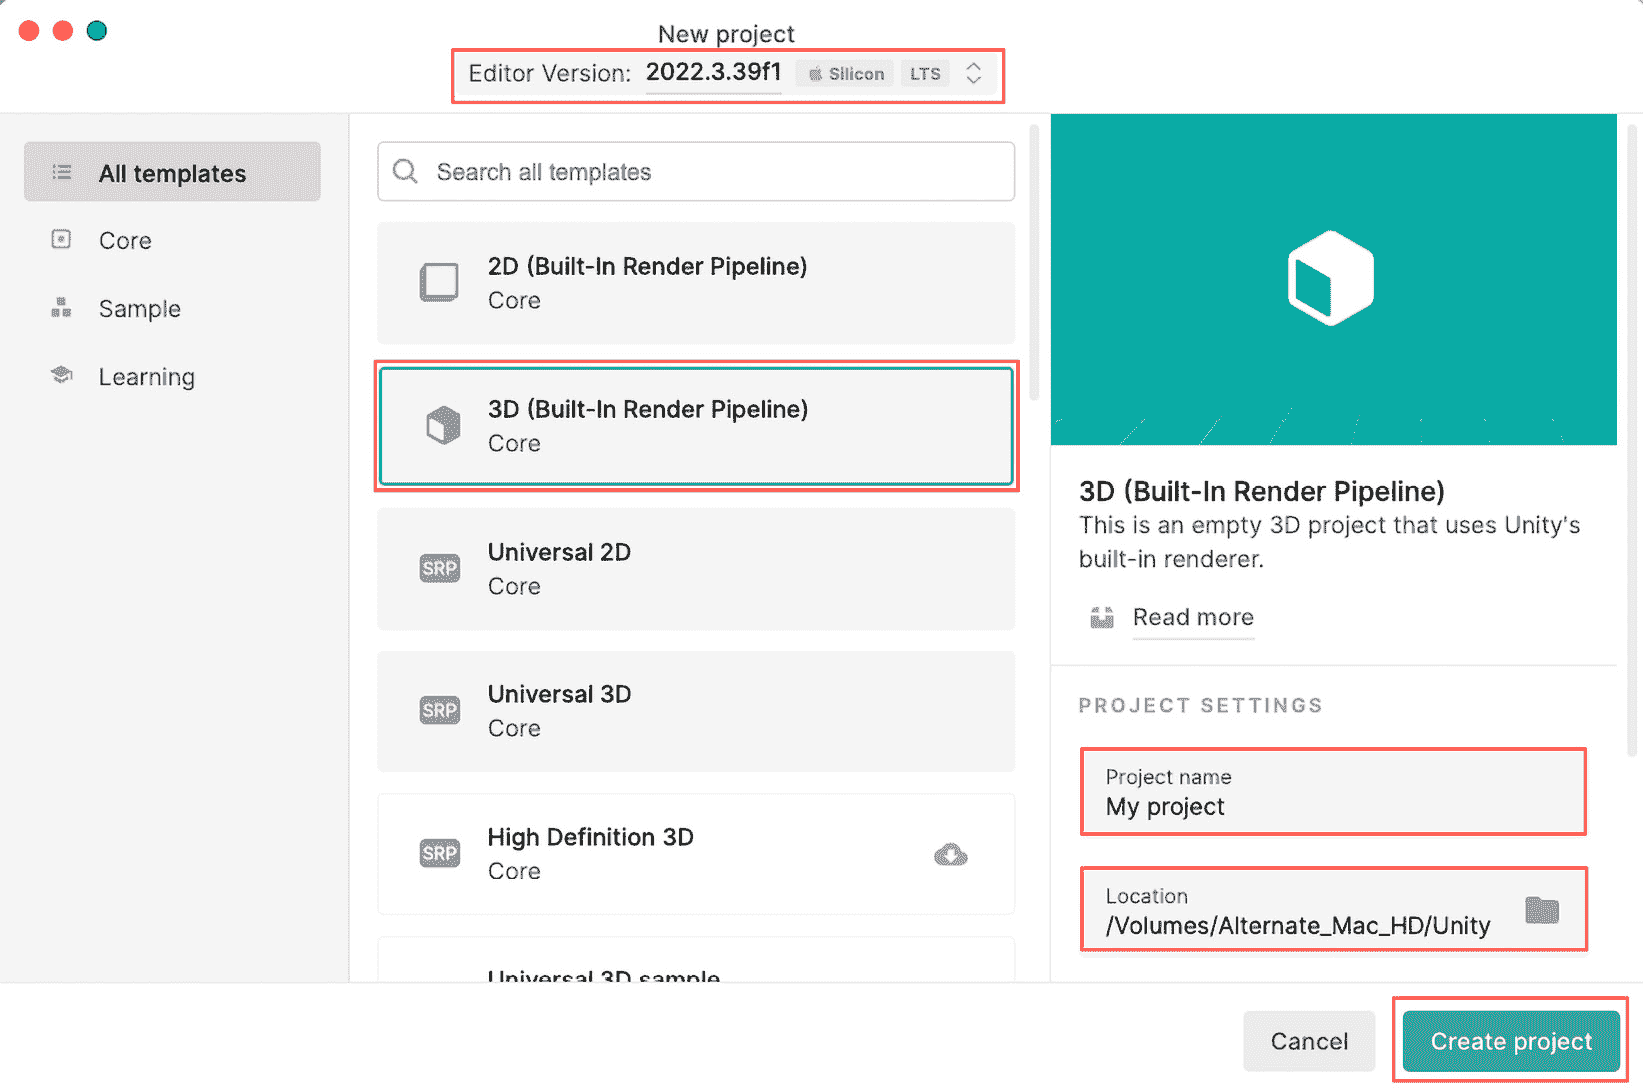 New project
Editor Version: 2022.3.39f1 Silicon LTS
All templates
Core
Sample
Learning
Search all templates
2D (Built-In Render Pipeline)
Core
3D (Built-In Render Pipeline)
Core
SRP
Universal 2D
Core
SRP
Universal 3D
Core
SRP
High Definition 3D
Core
Universal 3D sample
3D (Built-In Render Pipeline)
This is an empty 3D project that uses Unity's
built-in renderer.
Read more
PROJECT SETTINGS
Project name
My project
Location
/Volumes/Alternate_Mac_HD/Unity
Cancel
Create project